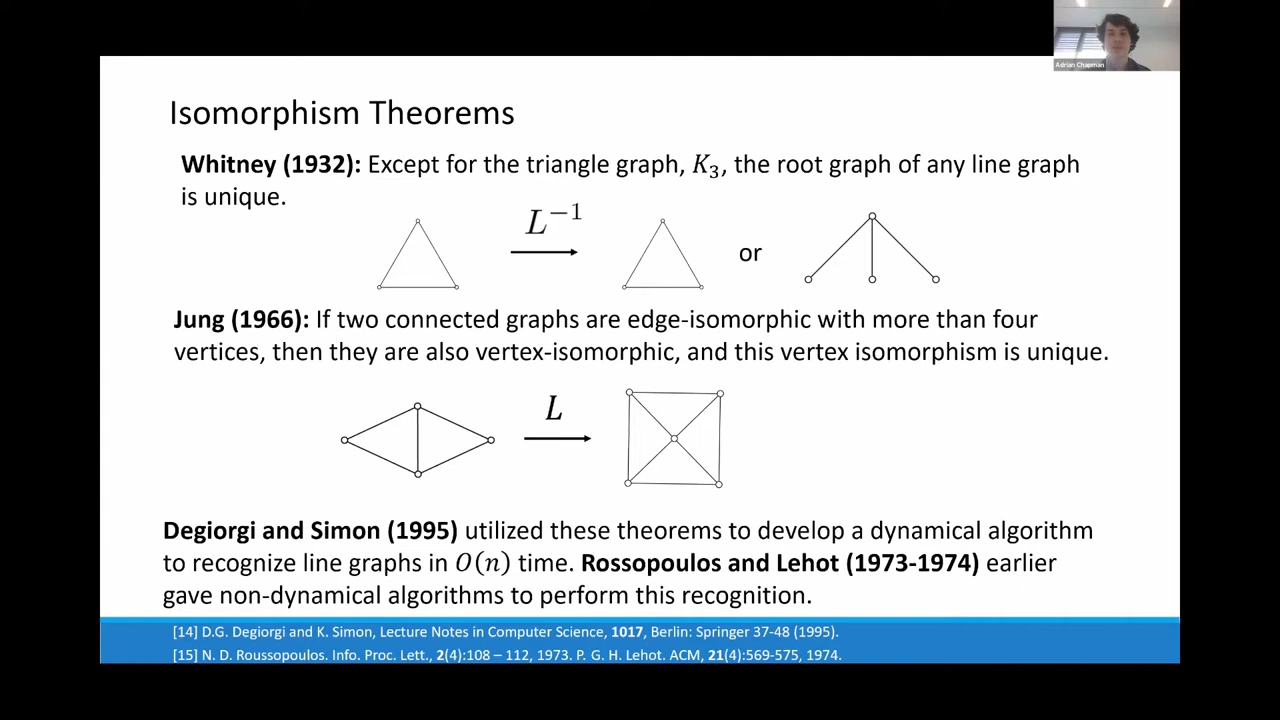 Adrian Chapman
Isomorphism Theorems
Whitney (1932): Except for the triangle graph, K₃, the root graph of any line graph
is unique.
L⁻¹
or
Jung (1966): If two connected graphs are edge-isomorphic with more than four
vertices, then they are also vertex-isomorphic, and this vertex isomorphism is unique.
L
Degiorgi and Simon (1995) utilized these theorems to develop a dynamical algorithm
to recognize line graphs in O(n) time. Rossopoulos and Lehot (1973-1974) earlier
gave non-dynamical algorithms to perform this recognition.
[14] D.G. Degiorgi and K. Simon, Lecture Notes in Computer Science, 1017, Berlin: Springer 37-48 (1995).
[15] N. D. Roussopoulos. Info. Proc. Lett., 2(4):108 – 112, 1973. P. G. H. Lehot. ACM, 21(4):569-575, 1974.